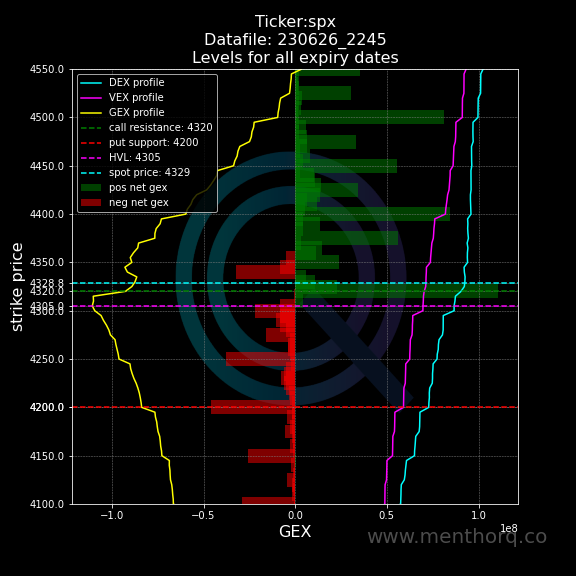 Ticker:spx
Datafile: 230626_2245
Levels for all expiry dates
4550.0
4500.0
4450.0
4400.0
4350.0
4328.8
4320.0
4305.0
4300.0
4250.0
4200.0
4150.0
4100.0
strike price
DEX profile
VEX profile
GEX profile
call resistance: 4320
put support: 4200
HVL: 4305
spot price: 4329
pos net gex
neg net gex
−1.0 −0.5 0.0 0.5 1.0
1e8
GEX
www.menthorq.co